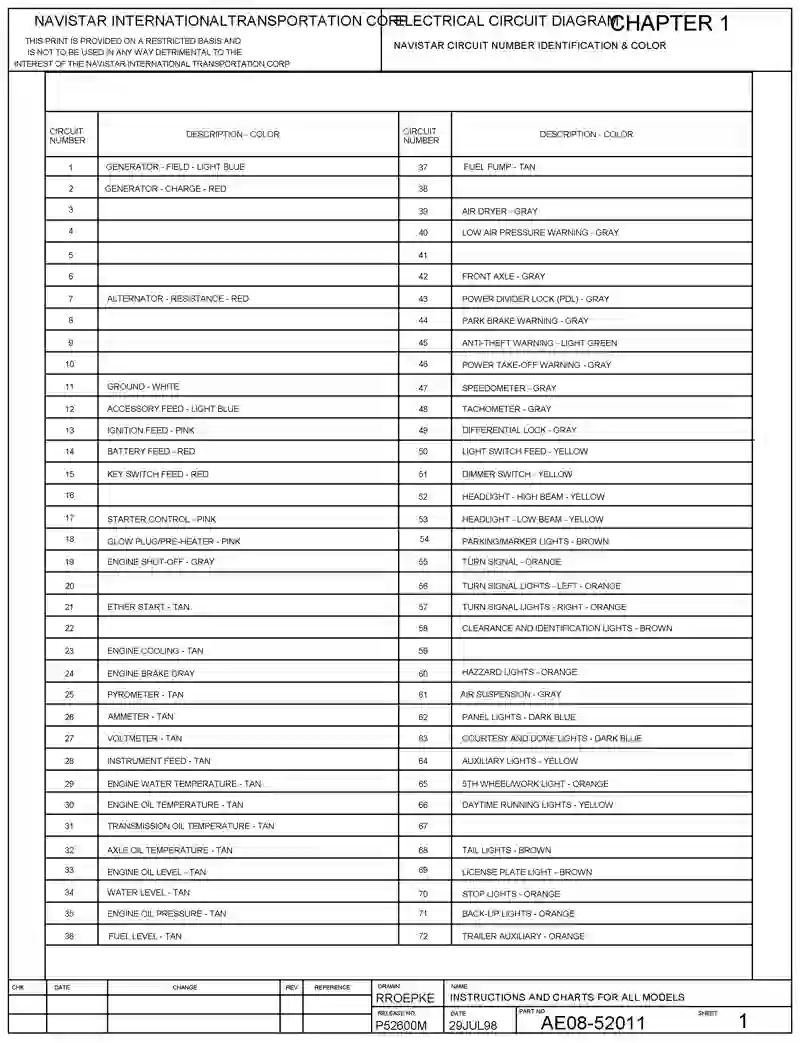 NAVISTAR INTERNATIONAL TRANSPORTATION CORP.
ELECTRICAL CIRCUIT DIAGRAM
CHAPTER 1
THIS PRINT IS PROVIDED ON A RESTRICTED BASIS AND
IS NOT TO BE USED IN ANY WAY DETRIMENTAL TO THE
INTEREST OF THE NAVISTAR INTERNATIONAL TRANSPORTATION CORP
NAVISTAR CIRCUIT NUMBER IDENTIFICATION & COLOR
CIRCUIT NUMBER DESCRIPTION - COLOR CIRCUIT NUMBER DESCRIPTION - COLOR
1 GENERATOR - FIELD - LIGHT BLUE 37 FUEL PUMP - TAN
2 GENERATOR - CHARGE - RED 38
3 39 AIR DRYER - GRAY
4 40 LOW AIR PRESSURE WARNING - GRAY
5 41
6 42 FRONT AXLE - GRAY
7 ALTERNATOR - RESISTANCE - RED 43 POWER DIVIDER LOCK (PDL) - GRAY
8 44 PARK BRAKE WARNING - GRAY
9 45 ANTI-THEFT WARNING - LIGHT GREEN
10 46 POWER TAKE-OFF WARNING - GRAY
11 GROUND - WHITE 47 SPEEDOMETER - GRAY
12 ACCESSORY FEED - LIGHT BLUE 48 TACHOMETER - GRAY
13 IGNITION FEED - PINK 49 DIFFERENTIAL LOCK - GRAY
14 BATTERY FEED - RED 50 LIGHT SWITCH FEED - YELLOW
15 KEY SWITCH FEED - RED 51 DIMMER SWITCH - YELLOW
16 52 HEADLIGHT - HIGH BEAM - YELLOW
17 STARTER CONTROL - PINK 53 HEADLIGHT - LOW BEAM - YELLOW
18 GLOW PLUG/PRE-HEATER - PINK 54 PARKING/MARKER LIGHTS - BROWN
19 ENGINE SHUT-OFF - GRAY 55 TURN SIGNAL - ORANGE
20 56 TURN SIGNAL LIGHTS - LEFT - ORANGE
21 ETHER START - TAN 57 TURN SIGNAL LIGHTS - RIGHT - ORANGE
22 58 CLEARANCE AND IDENTIFICATION LIGHTS - BROWN
23 ENGINE COOLING - TAN 59
24 ENGINE BRAKE GRAY 60 HAZZARD LIGHTS - ORANGE
25 PYROMETER - TAN 61 AIR SUSPENSION - GRAY
26 AMMETER - TAN 62 PANEL LIGHTS - DARK BLUE
27 VOLTMETER - TAN 63 COURTESY AND DOME LIGHTS - DARK BLUE
28 INSTRUMENT FEED - TAN 64 AUXILIARY LIGHTS - YELLOW
29 ENGINE WATER TEMPERATURE - TAN 65 5TH WHEEL/WORK LIGHT - ORANGE
30 ENGINE OIL TEMPERATURE - TAN 66 DAYTIME RUNNING LIGHTS - YELLOW
31 TRANSMISSION OIL TEMPERATURE - TAN 67
32 AXLE OIL TEMPERATURE - TAN 68 TAIL LIGHTS - BROWN
33 ENGINE OIL LEVEL - TAN 69 LICENSE PLATE LIGHT - BROWN
34 WATER LEVEL - TAN 70 STOP LIGHTS - ORANGE
35 ENGINE OIL PRESSURE - TAN 71 BACK-UP LIGHTS - ORANGE
36 FUEL LEVEL - TAN 72 TRAILER AUXILIARY - ORANGE
CHK DATE CHANGE REV REFERENCE DRAWN NAME
RROEPKE INSTRUCTIONS AND CHARTS FOR ALL MODELS
RELEASE NO. DATE PART NO. SHEET
P52600M 29JUL98 AE08-52011 1